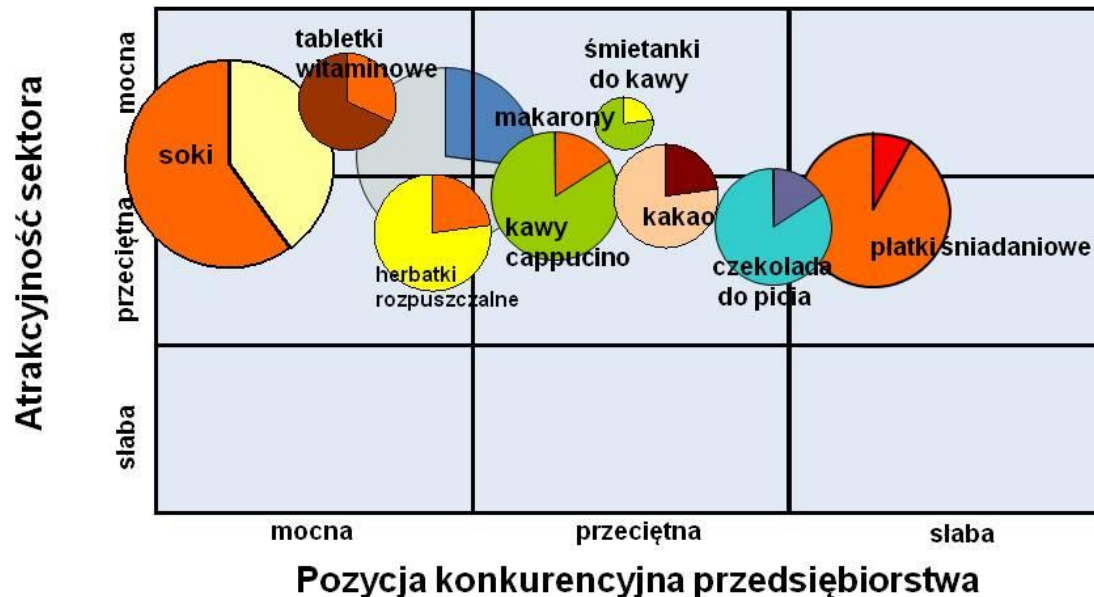 Atrakcyjność sektora
mocna
przeciętna
słaba
tabletki
witaminowe
śmietanki
do kawy
makarony
soki
kawy
cappucino
kakao
płatki śniadaniowe
herbatki
rozpuszczalne
czekolada
do picia
mocna
przeciętna
słaba
Pozycja konkurencyjna przedsiębiorstwa